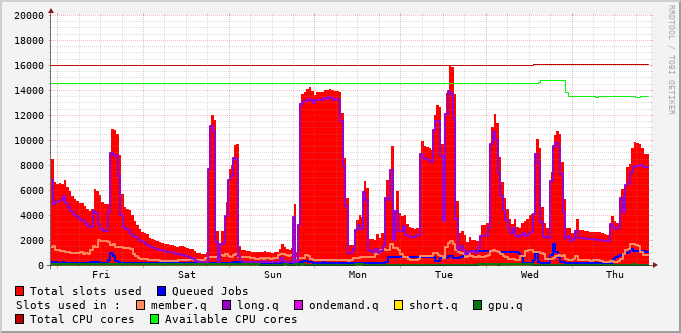 RRDTOOL / TOBI OETIKER
20000
18000
16000
14000
12000
10000
8000
6000
4000
2000
0
Fri Sat Sun Mon Tue Wed Thu
Total slots used Queued Jobs
Slots used in : member.q long.q ondemand.q short.q gpu.q
Total CPU cores Available CPU cores